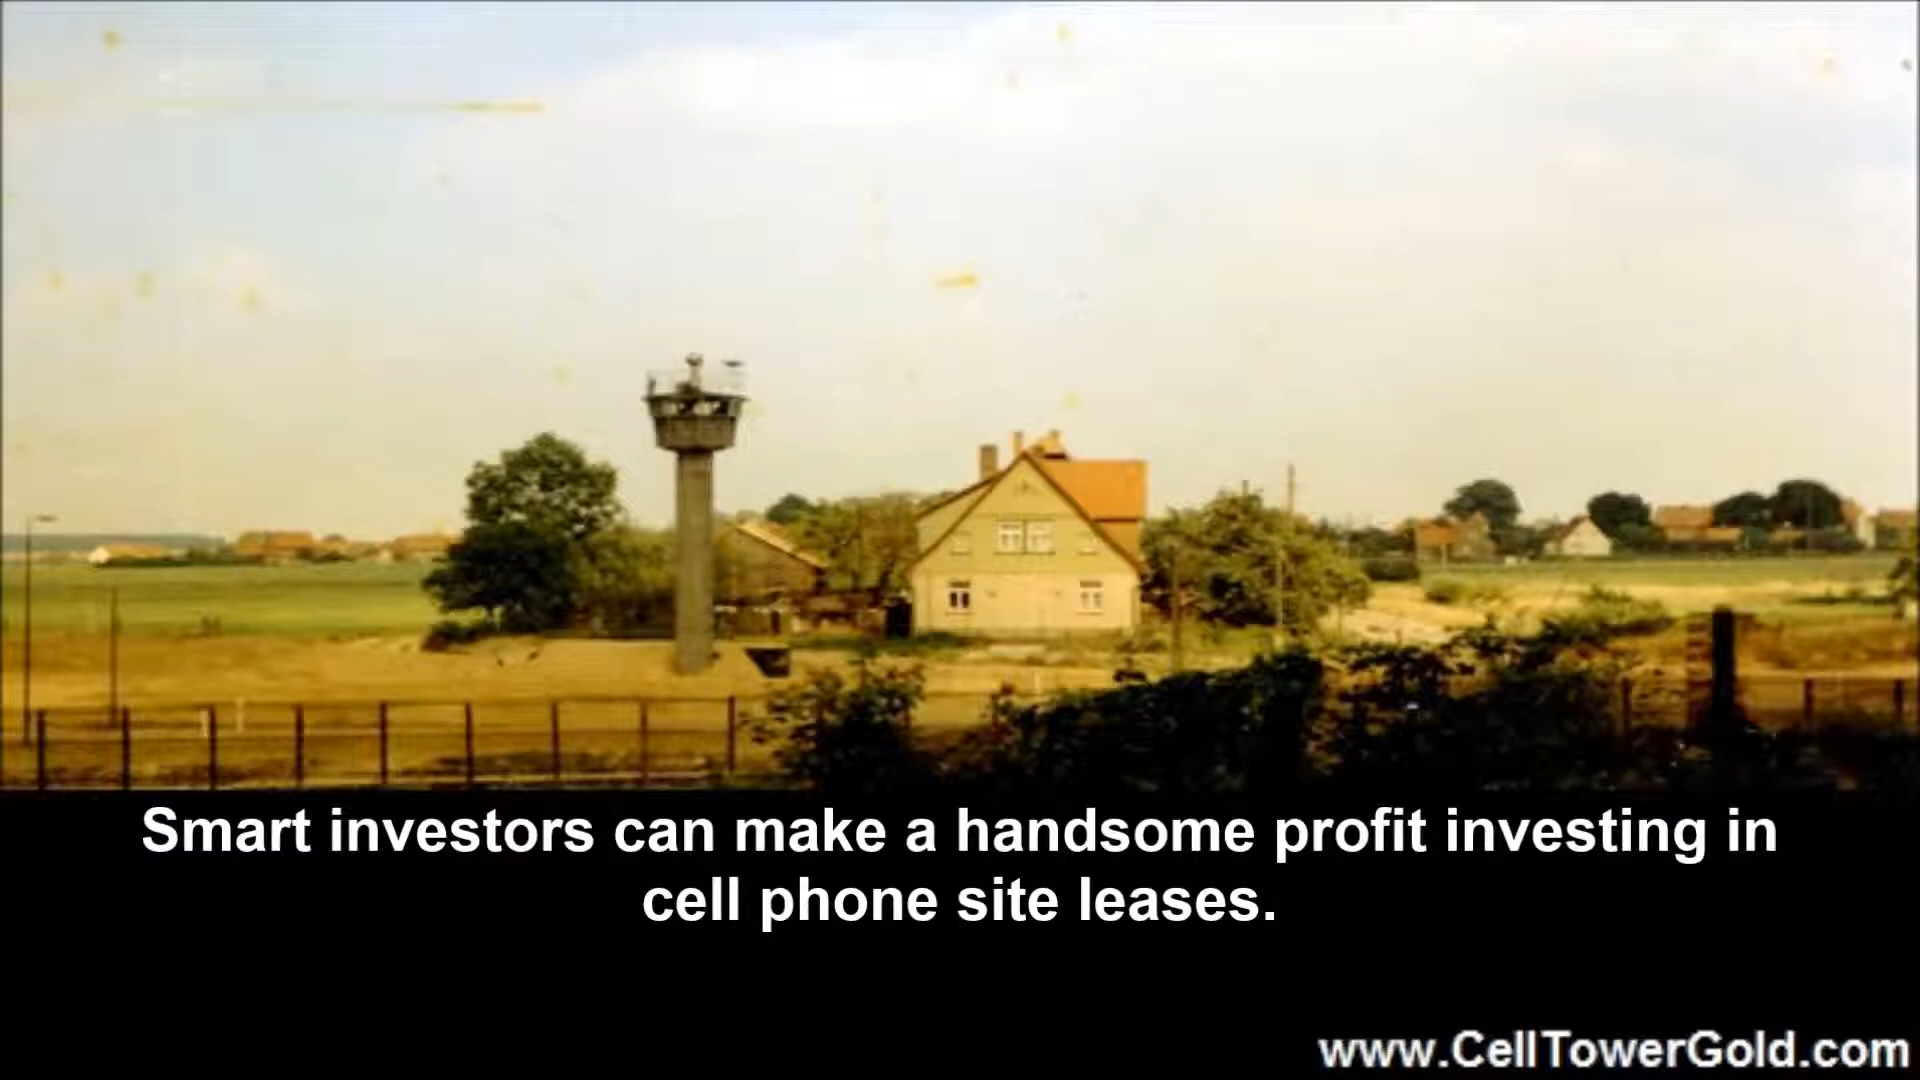 Smart investors can make a handsome profit investing in
cell phone site leases.
www.CellTowerGold.com